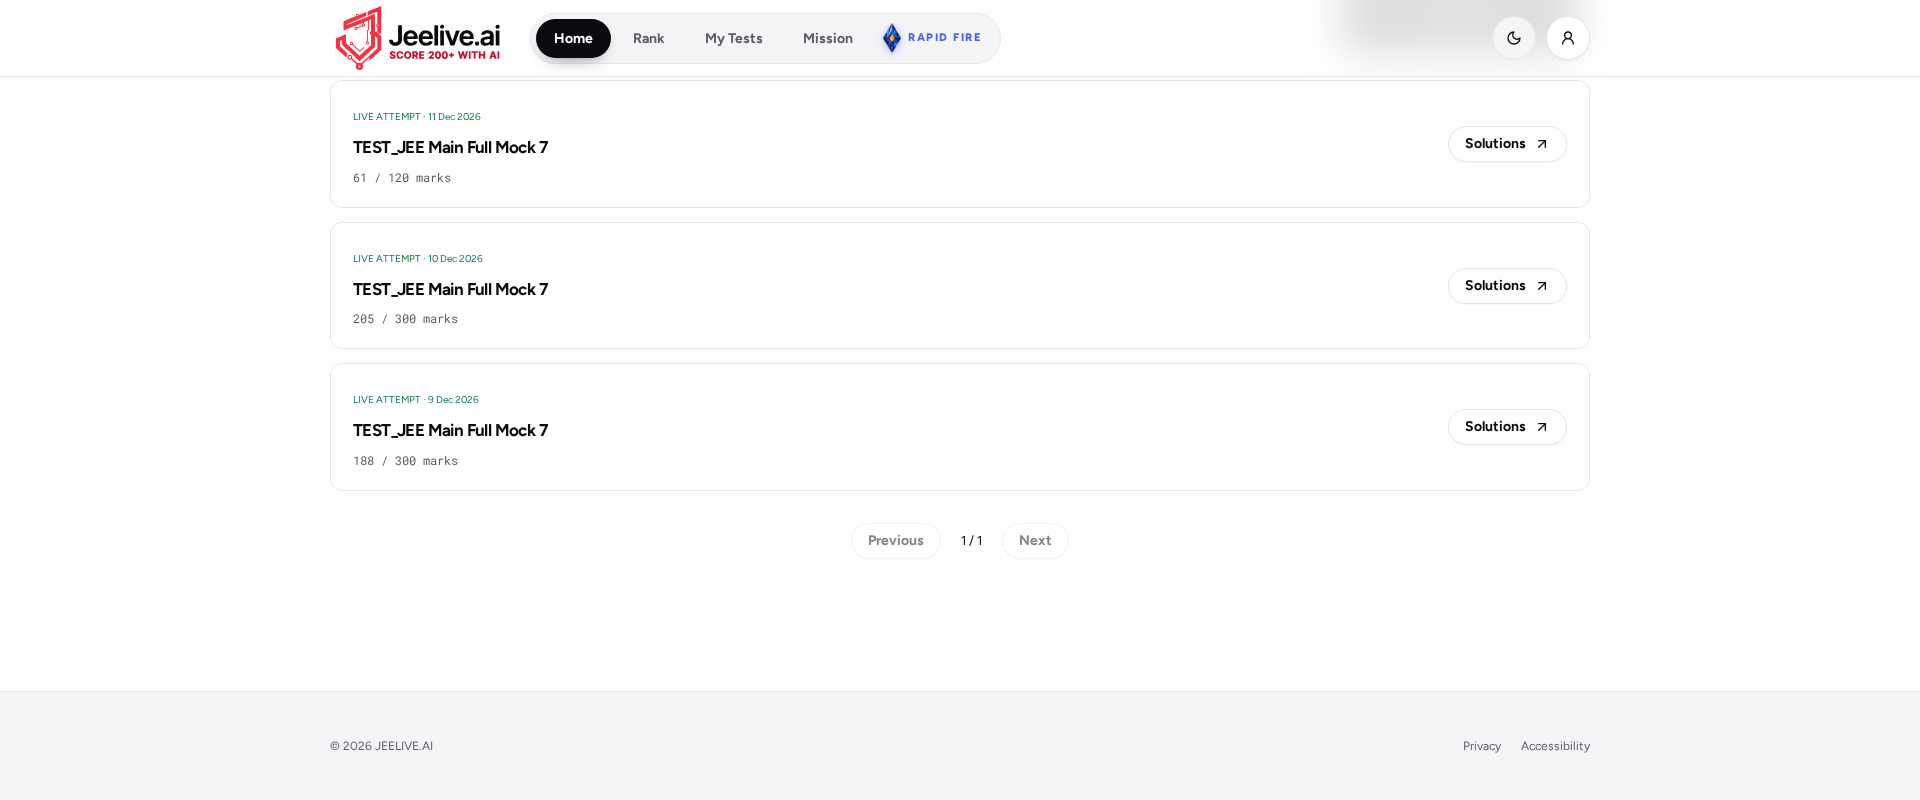 Jeelive.ai
SCORE 200+ WITH AI
Home
Rank
My Tests
Mission
RAPID FIRE
LIVE ATTEMPT · 11 Dec 2026
TEST_JEE Main Full Mock 7
61 / 120 marks
Solutions
LIVE ATTEMPT · 10 Dec 2026
TEST_JEE Main Full Mock 7
205 / 300 marks
Solutions
LIVE ATTEMPT · 9 Dec 2026
TEST_JEE Main Full Mock 7
188 / 300 marks
Solutions
Previous
1 / 1
Next
© 2026 JEELIVE.AI
Privacy
Accessibility